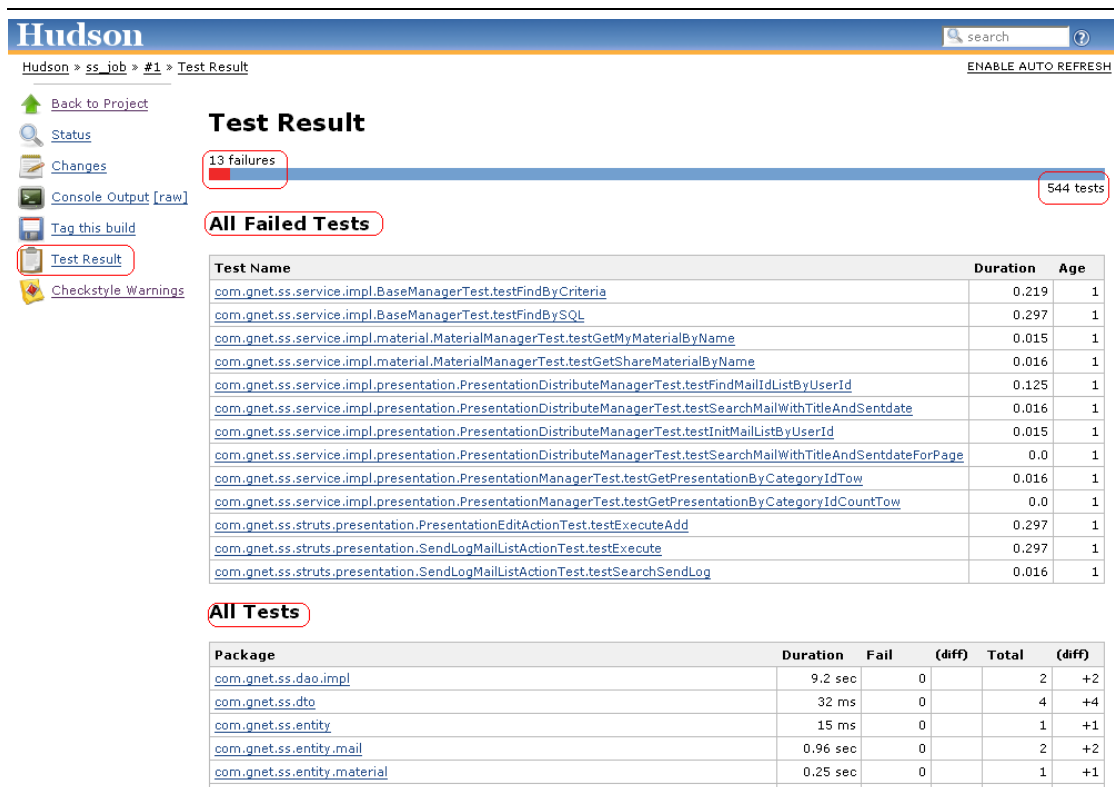 Hudson
search
Hudson » ss_job » #1 » Test Result
ENABLE AUTO REFRESH
Back to Project
Status
Changes
Console Output [raw]
Tag this build
Test Result
Checkstyle Warnings
Test Result
13 failures
544 tests
All Failed Tests
Test Name Duration Age
com.gnet.ss.service.impl.BaseManagerTest.testFindByCriteria 0.219 1
com.gnet.ss.service.impl.BaseManagerTest.testFindBySQL 0.297 1
com.gnet.ss.service.impl.material.MaterialManagerTest.testGetMyMaterialByName 0.015 1
com.gnet.ss.service.impl.material.MaterialManagerTest.testGetShareMaterialByName 0.016 1
com.gnet.ss.service.impl.presentation.PresentationDistributeManagerTest.testFindMailIdListByUserId 0.125 1
com.gnet.ss.service.impl.presentation.PresentationDistributeManagerTest.testSearchMailWithTitleAndSentdate 0.016 1
com.gnet.ss.service.impl.presentation.PresentationDistributeManagerTest.testInitMailListByUserId 0.015 1
com.gnet.ss.service.impl.presentation.PresentationDistributeManagerTest.testSearchMailWithTitleAndSentdateForPage 0.0 1
com.gnet.ss.service.impl.presentation.PresentationManagerTest.testGetPresentationByCategoryIdTow 0.016 1
com.gnet.ss.service.impl.presentation.PresentationManagerTest.testGetPresentationByCategoryIdCountTow 0.0 1
com.gnet.ss.struts.presentation.PresentationEditActionTest.testExecuteAdd 0.297 1
com.gnet.ss.struts.presentation.SendLogMailListActionTest.testExecute 0.297 1
com.gnet.ss.struts.presentation.SendLogMailListActionTest.testSearchSendLog 0.016 1
All Tests
Package Duration Fail (diff) Total (diff)
com.gnet.ss.dao.impl 9.2 sec 0 2 +2
com.gnet.ss.dto 32 ms 0 4 +4
com.gnet.ss.entity 15 ms 0 1 +1
com.gnet.ss.entity.mail 0.96 sec 0 2 +2
com.gnet.ss.entity.material 0.25 sec 0 1 +1